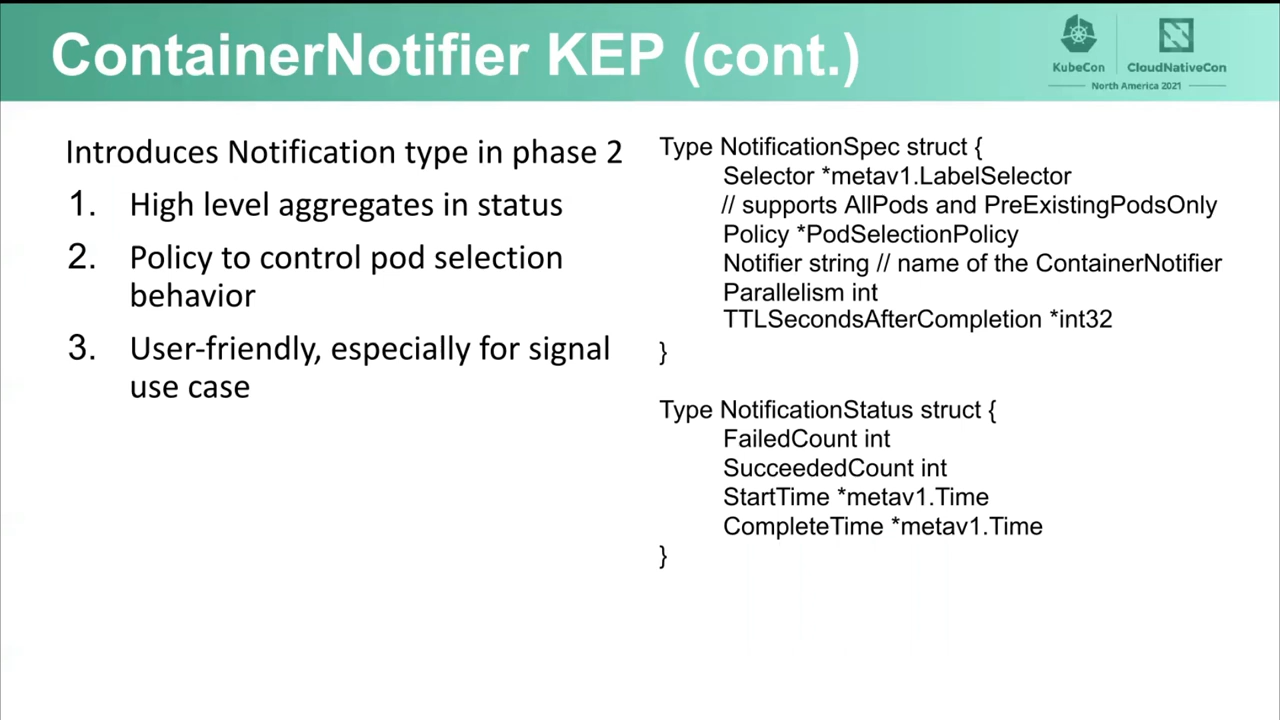 ContainerNotifier KEP (cont.)
KubeCon
CloudNativeCon
North America 2021
Introduces Notification type in phase 2
1. High level aggregates in status
2. Policy to control pod selection
behavior
3. User-friendly, especially for signal
use case
Type NotificationSpec struct {
Selector *metav1.LabelSelector
// supports AllPods and PreExistingPodsOnly
Policy *PodSelectionPolicy
Notifier string // name of the ContainerNotifier
Parallelism int
TTLSecondsAfterCompletion *int32
}
Type NotificationStatus struct {
FailedCount int
SucceededCount int
StartTime *metav1.Time
CompleteTime *metav1.Time
}